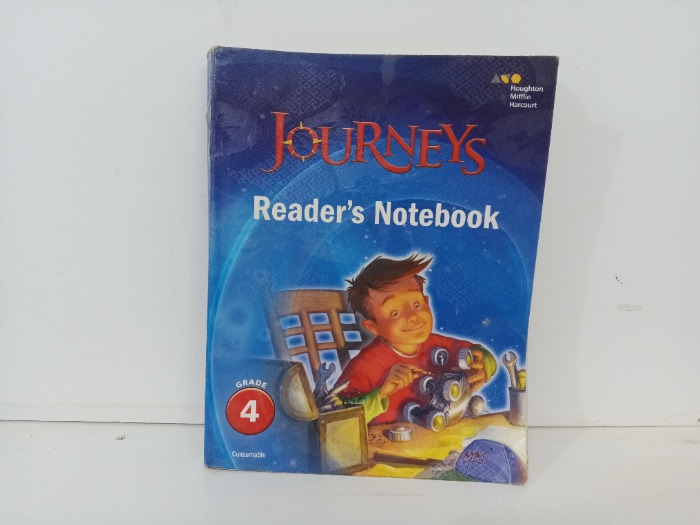 Houghton
Mifflin
Harcourt
JOURNEYS
Reader's Notebook
GRADE
4
Consumable